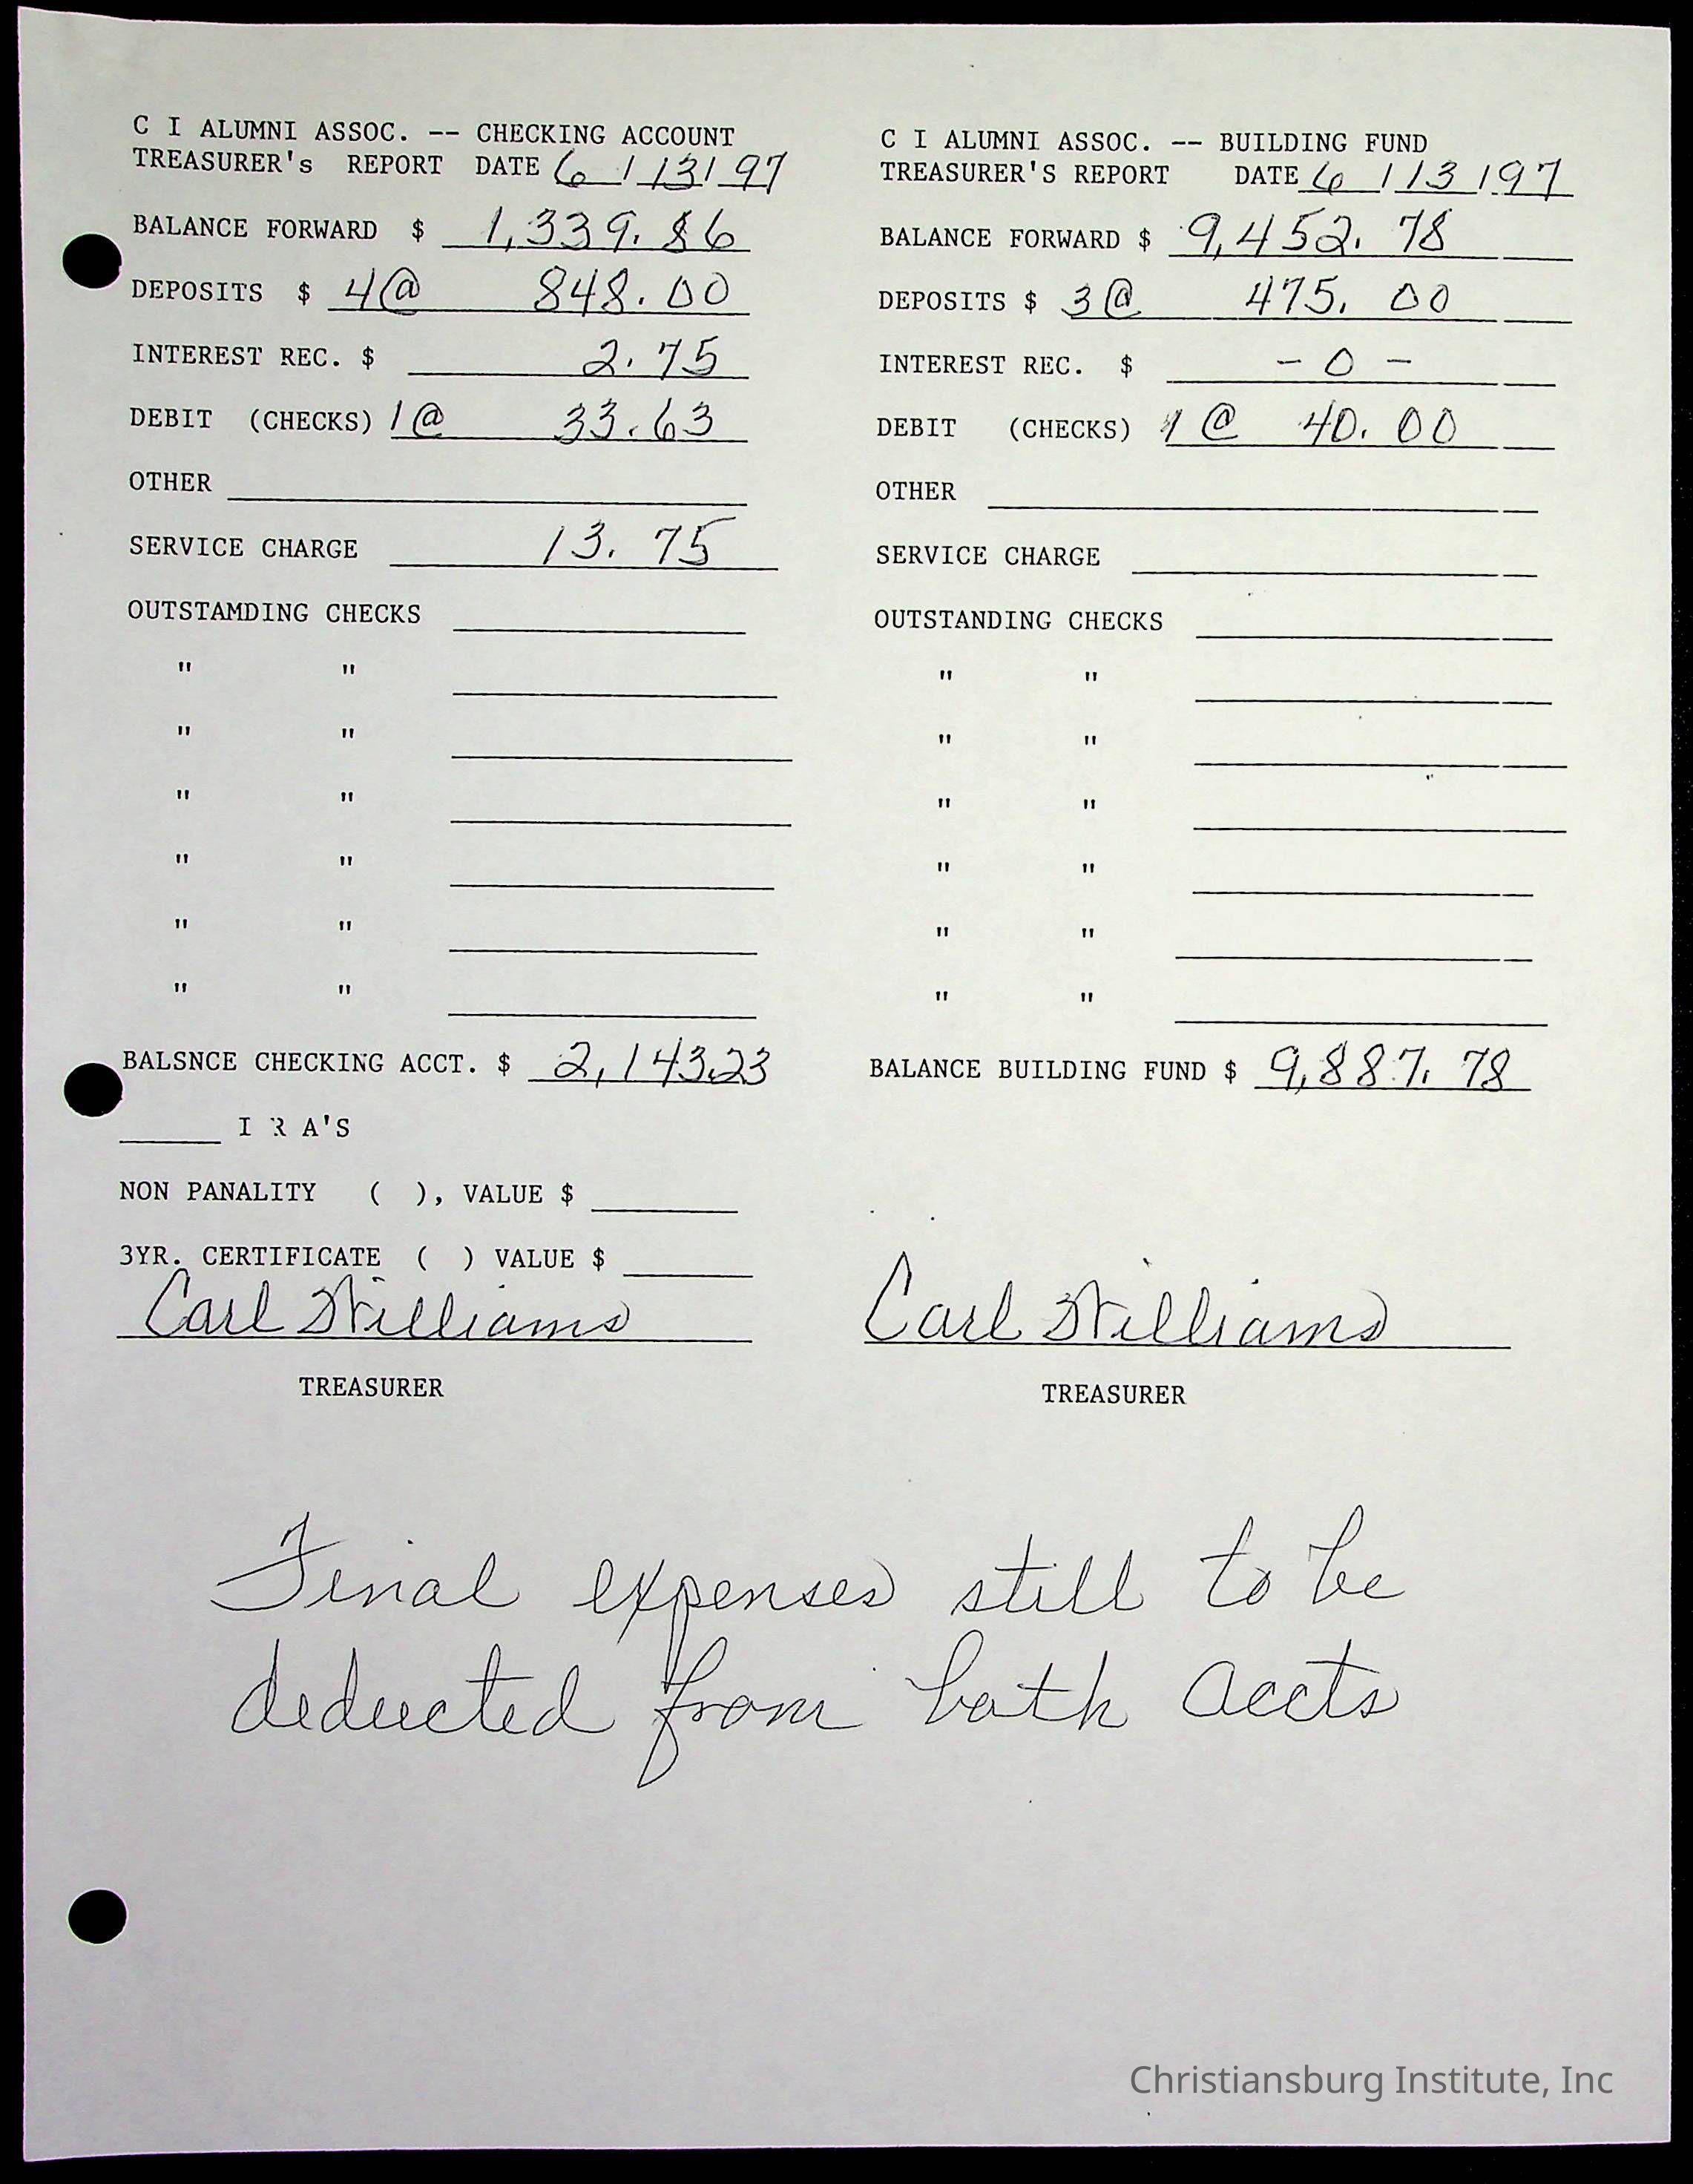 C I ALUMNI ASSOC. -- CHECKING ACCOUNT
TREASURER's REPORT DATE 6/13/97
BALANCE FORWARD $ 1,339.86
DEPOSITS $ 4@ 848.00
INTEREST REC. $ 2.75
DEBIT (CHECKS) 1@ 33.63
OTHER
SERVICE CHARGE 13.75
OUTSTAMDING CHECKS
" "
" "
" "
" "
" "
" "
BALSNCE CHECKING ACCT. $ 2,143.23
I R A'S
NON PANALITY ( ), VALUE $
3YR. CERTIFICATE ( ) VALUE $
Carl Williams
TREASURER
C I ALUMNI ASSOC. -- BUILDING FUND
TREASURER'S REPORT DATE 6/13/97
BALANCE FORWARD $ 9,452.78
DEPOSITS $ 3@ 475.00
INTEREST REC. $ - 0 -
DEBIT (CHECKS) 1@ 40.00
OTHER
SERVICE CHARGE
OUTSTANDING CHECKS
" "
" "
" "
" "
" "
" "
BALANCE BUILDING FUND $ 9,887.78
Carl Williams
TREASURER
Final expenses still to be
deducted from both accts
Christiansburg Institute, Inc